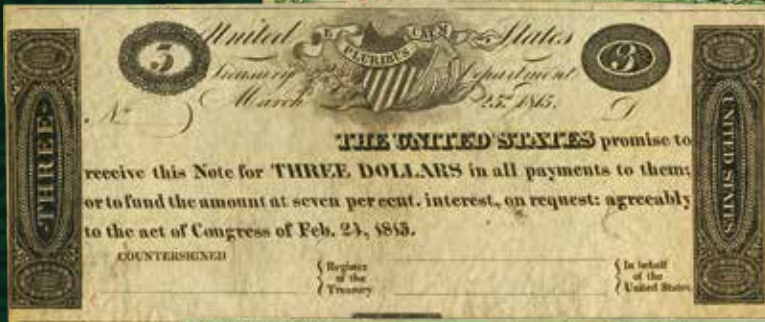 3 United E PLURIBUS UNUM States 3
Treasury Department
March 25th 1815.
No D
THREE
UNITED STATES
THE UNITED STATES promise to
receive this Note for THREE DOLLARS in all payments to them;
or to fund the amount at seven per cent. interest, on request: agreeably
to the act of Congress of Feb. 24, 1815.
COUNTERSIGNED
Register
of the
Treasury
In behalf
of the
United States